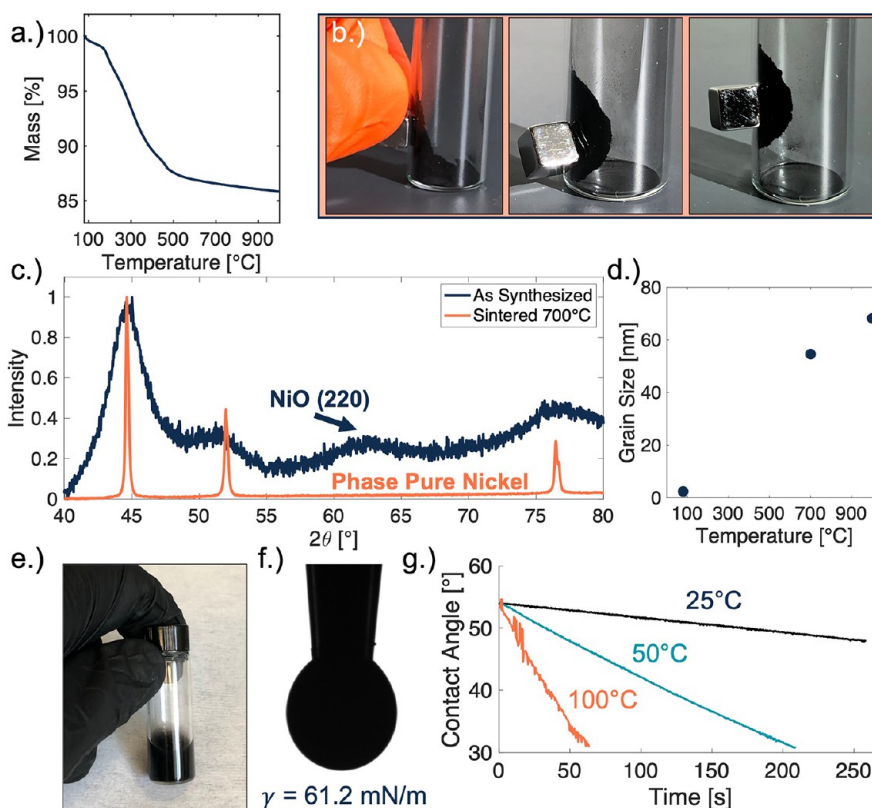 a.)
100
95
90
85
Mass [%]
100 300 500 700 900
Temperature [°C]
b.)
c.)
1
0.8
0.6
0.4
0.2
0
Intensity
As Synthesized
Sintered 700°C
NiO (220)
Phase Pure Nickel
40 45 50 55 60 65 70 75 80
2θ [°]
d.)
80
60
40
20
0
Grain Size [nm]
100 300 500 700 900
Temperature [°C]
e.)
f.)
γ = 61.2 mN/m
g.)
60
50
40
30
Contact Angle [°]
25°C
50°C
100°C
0 50 100 150 200 250
Time [s]